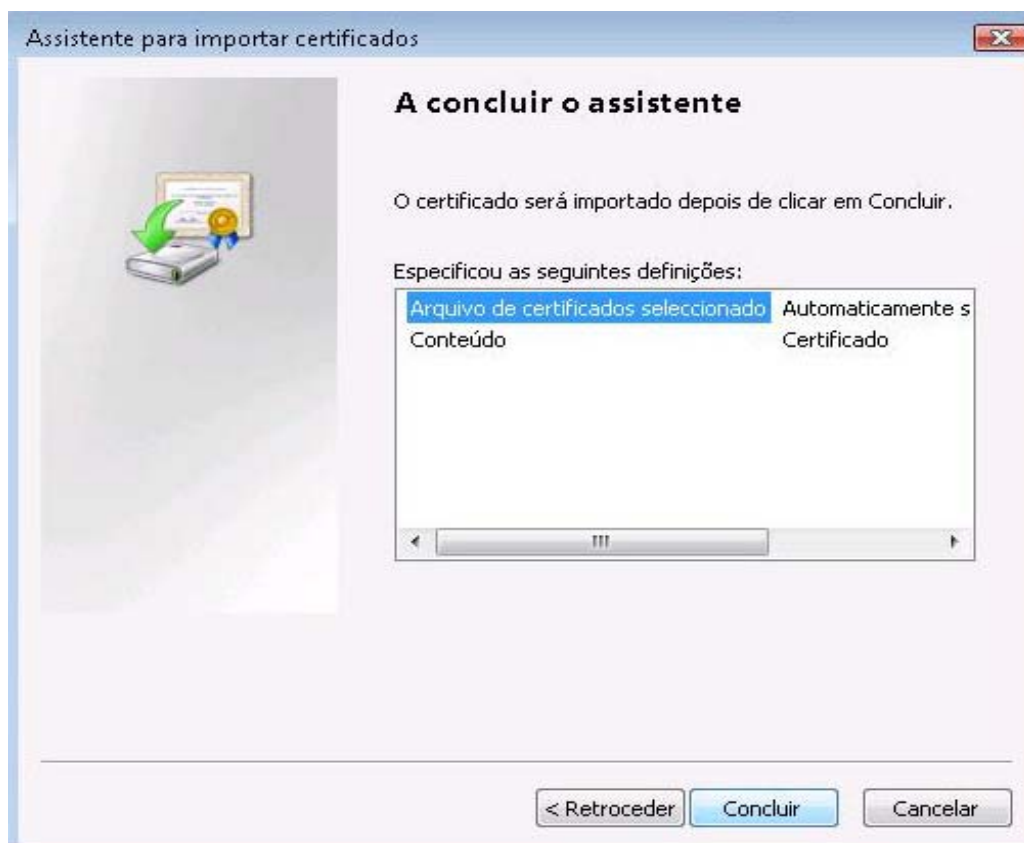 Assistente para importar certificados
A concluir o assistente
O certificado será importado depois de clicar em Concluir.
Especificou as seguintes definições:
Arquivo de certificados seleccionado Automaticamente s
Conteúdo Certificado
< Retroceder Concluir Cancelar